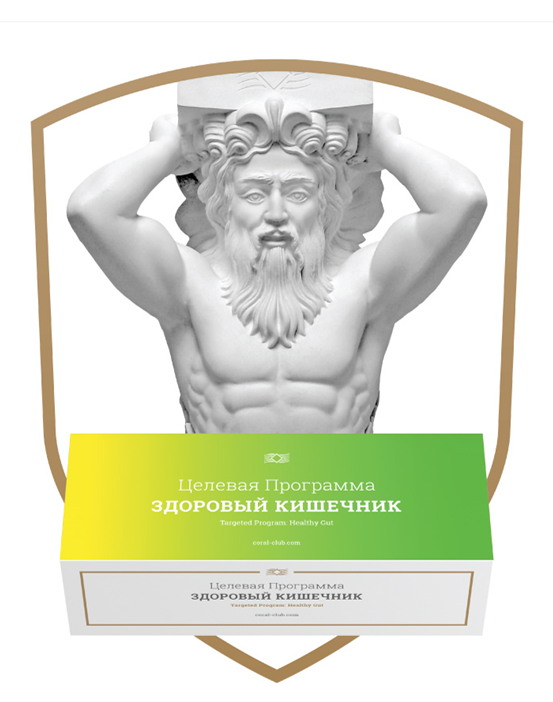 Целевая Программа
ЗДОРОВЫЙ КИШЕЧНИК
Targeted Program: Healthy Gut
coral-club.com
Целевая Программа
ЗДОРОВЫЙ КИШЕЧНИК
Targeted Program: Healthy Gut
coral-club.com